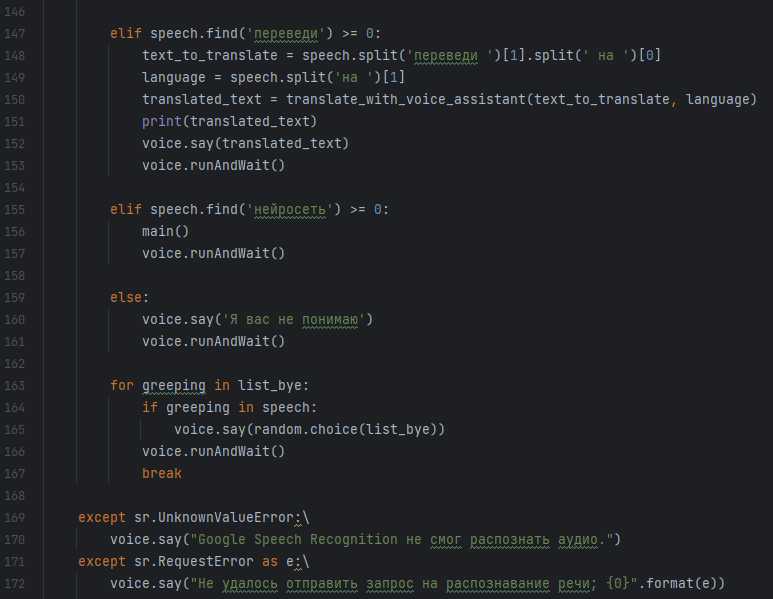 146
147 elif speech.find('переведи') >= 0:
148 text_to_translate = speech.split('переведи ')[1].split(' на ')[0]
149 language = speech.split('на ')[1]
150 translated_text = translate_with_voice_assistant(text_to_translate, language)
151 print(translated_text)
152 voice.say(translated_text)
153 voice.runAndWait()
154
155 elif speech.find('нейросеть') >= 0:
156 main()
157 voice.runAndWait()
158
159 else:
160 voice.say('Я вас не понимаю')
161 voice.runAndWait()
162
163 for greeping in list_bye:
164 if greeping in speech:
165 voice.say(random.choice(list_bye))
166 voice.runAndWait()
167 break
168
169 except sr.UnknownValueError:\
170 voice.say("Google Speech Recognition не смог распознать аудио.")
171 except sr.RequestError as e:\
172 voice.say("Не удалось отправить запрос на распознавание речи; {0}".format(e))